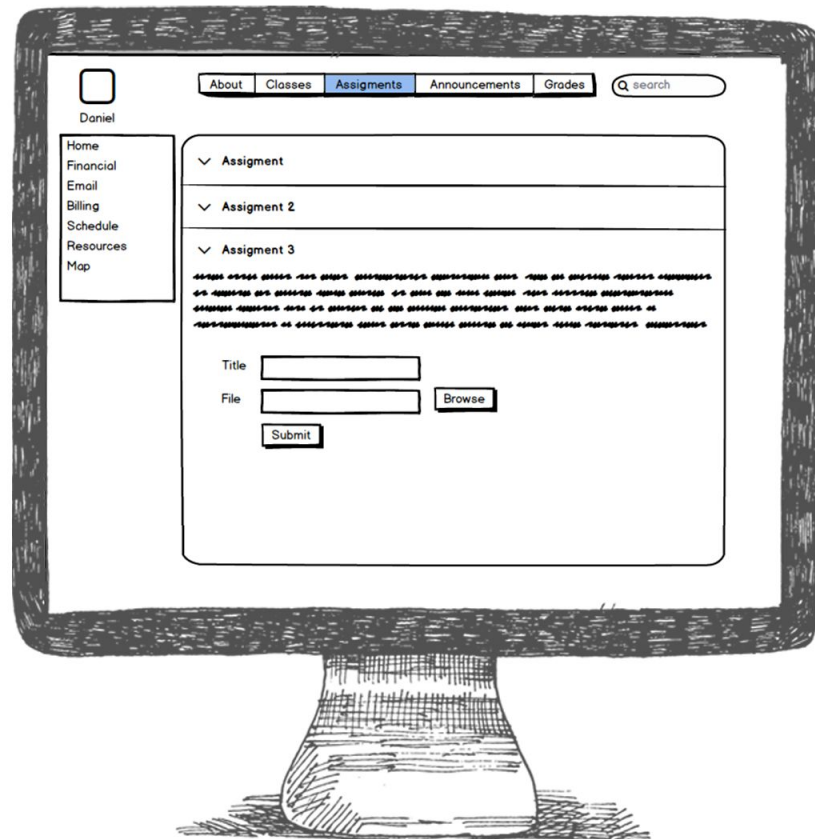 About Classes Assigments Announcements Grades search
Daniel
Home
Financial
Email
Billing
Schedule
Resources
Map
Assigment
Assigment 2
Assigment 3
Title
File Browse
Submit